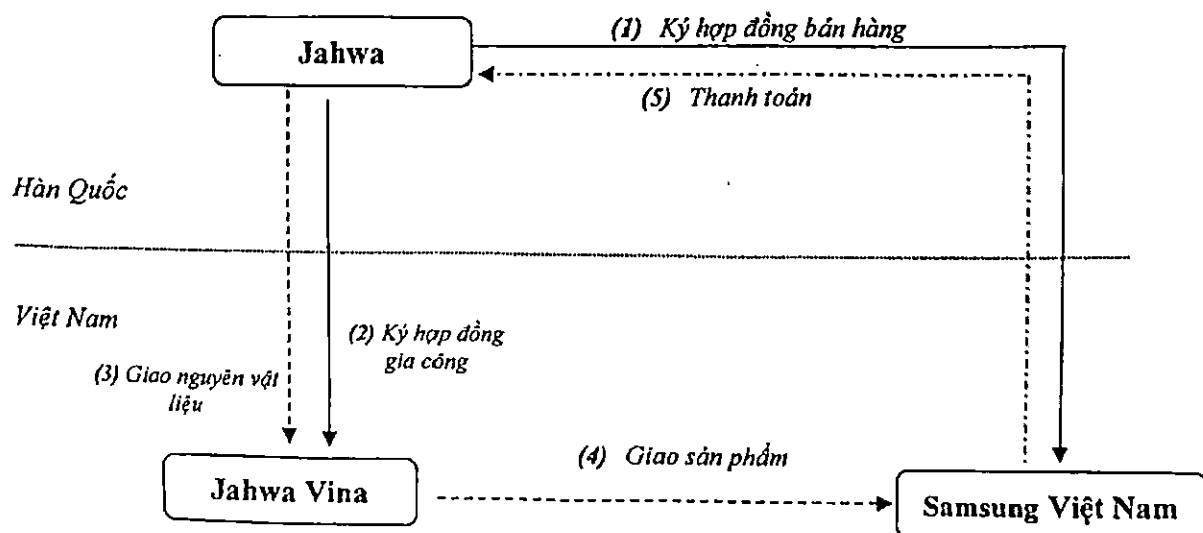 (1) Ký hợp đồng bán hàng
Jahwa
(5) Thanh toán
Hàn Quốc
Việt Nam
(2) Ký hợp đồng
gia công
(3) Giao nguyên vật
liệu
(4) Giao sản phẩm
Jahwa Vina
Samsung Việt Nam